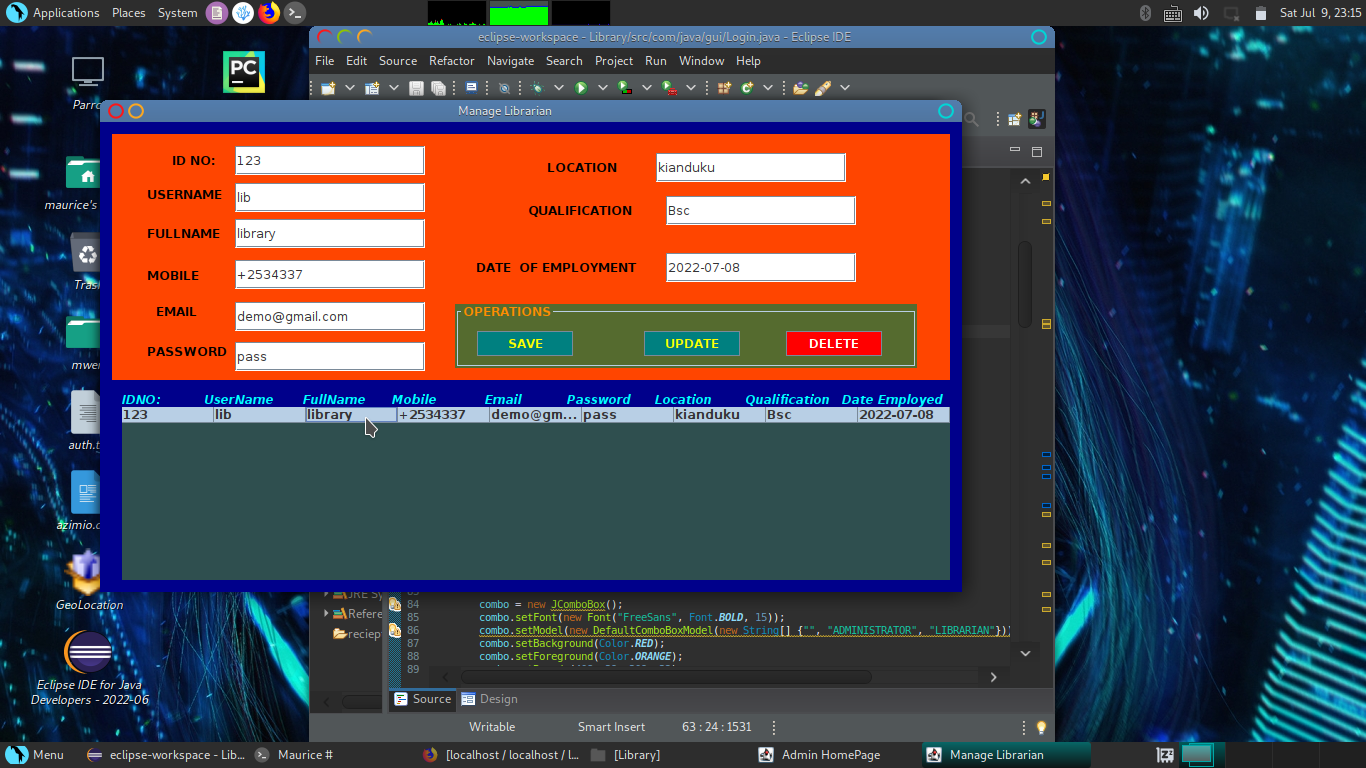 Applications Places System
Sat Jul 9, 23:15
eclipse-workspace - Library/src/com/java/gui/Login.java - Eclipse IDE
File Edit Source Refactor Navigate Search Project Run Window Help
PC
Parro
maurice's
Tras
mwe
auth.t
azimio.
GeoLocation
Eclipse IDE for Java
Developers - 2022-06
Manage Librarian
ID NO: 123
USERNAME lib
FULLNAME library
MOBILE +2534337
EMAIL demo@gmail.com
PASSWORD pass
LOCATION kianduku
QUALIFICATION Bsc
DATE OF EMPLOYMENT 2022-07-08
OPERATIONS
SAVE UPDATE DELETE
IDNO: UserName FullName Mobile Email Password Location Qualification Date Employed
123 lib library +2534337 demo@gm... pass kianduku Bsc 2022-07-08
JRE Sy
Refere
reciep
84 combo = new JComboBox();
85 combo.setFont(new Font("FreeSans", Font.BOLD, 15));
86 combo.setModel(new DefaultComboBoxModel(new String[] {"", "ADMINISTRATOR", "LIBRARIAN"})
87 combo.setBackground(Color.RED);
88 combo.setForeground(Color.ORANGE);
89
Source Design
Writable Smart Insert 63 : 24 : 1531
Menu eclipse-workspace - Lib... Maurice # [localhost / localhost / l... [Library] Admin HomePage Manage Librarian